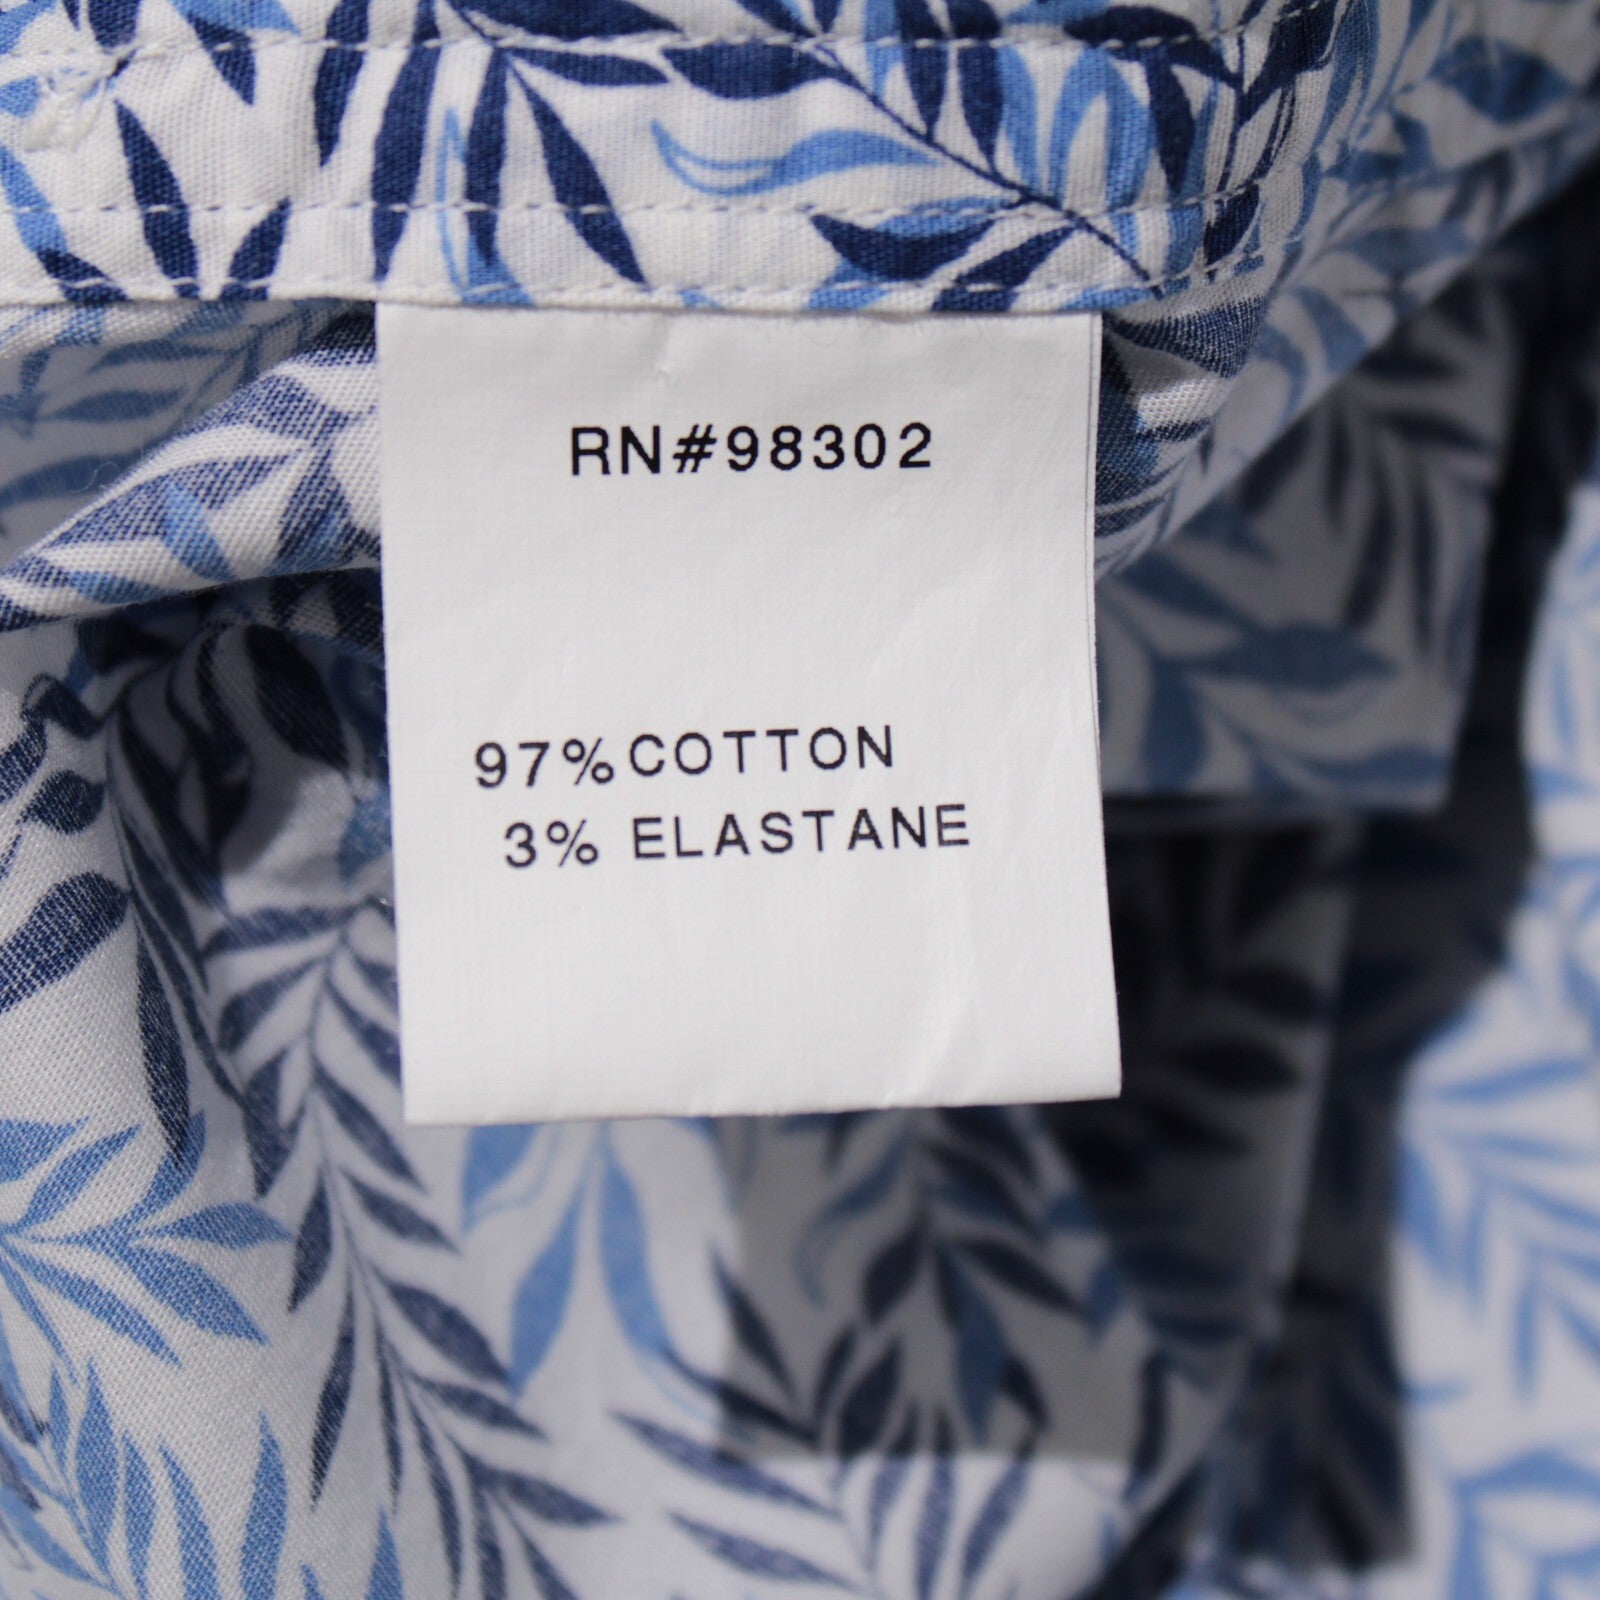 RN#98302
97% COTTON
3% ELASTANE